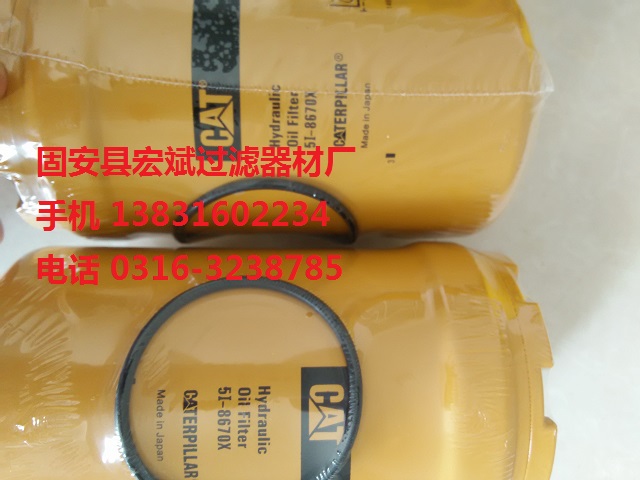 CAT®
Hydraulic
Oil Filter
5I-8670X
CATERPILLAR®
Made in Japan
固安县宏斌过滤器材厂
手机 13831602234
电话 0316-3238785
CAT
Hydraulic
Oil Filter
5I-8670X
CATERPILLAR
Made in Japan